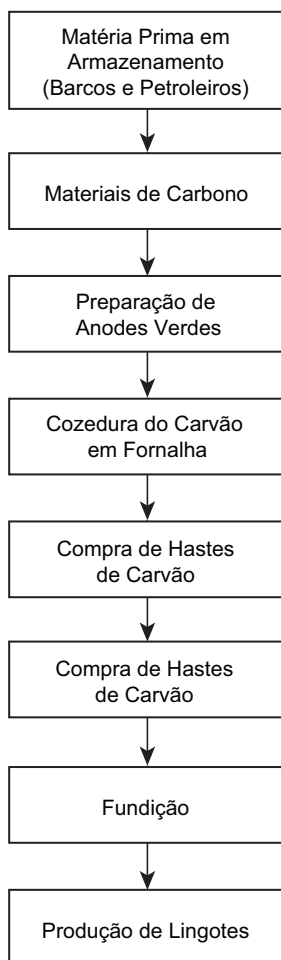 Matéria Prima em
Armazenamento
(Barcos e Petroleiros)
Materiais de Carbono
Preparação de
Anodes Verdes
Cozedura do Carvão
em Fornalha
Compra de Hastes
de Carvão
Compra de Hastes
de Carvão
Fundição
Produção de Lingotes